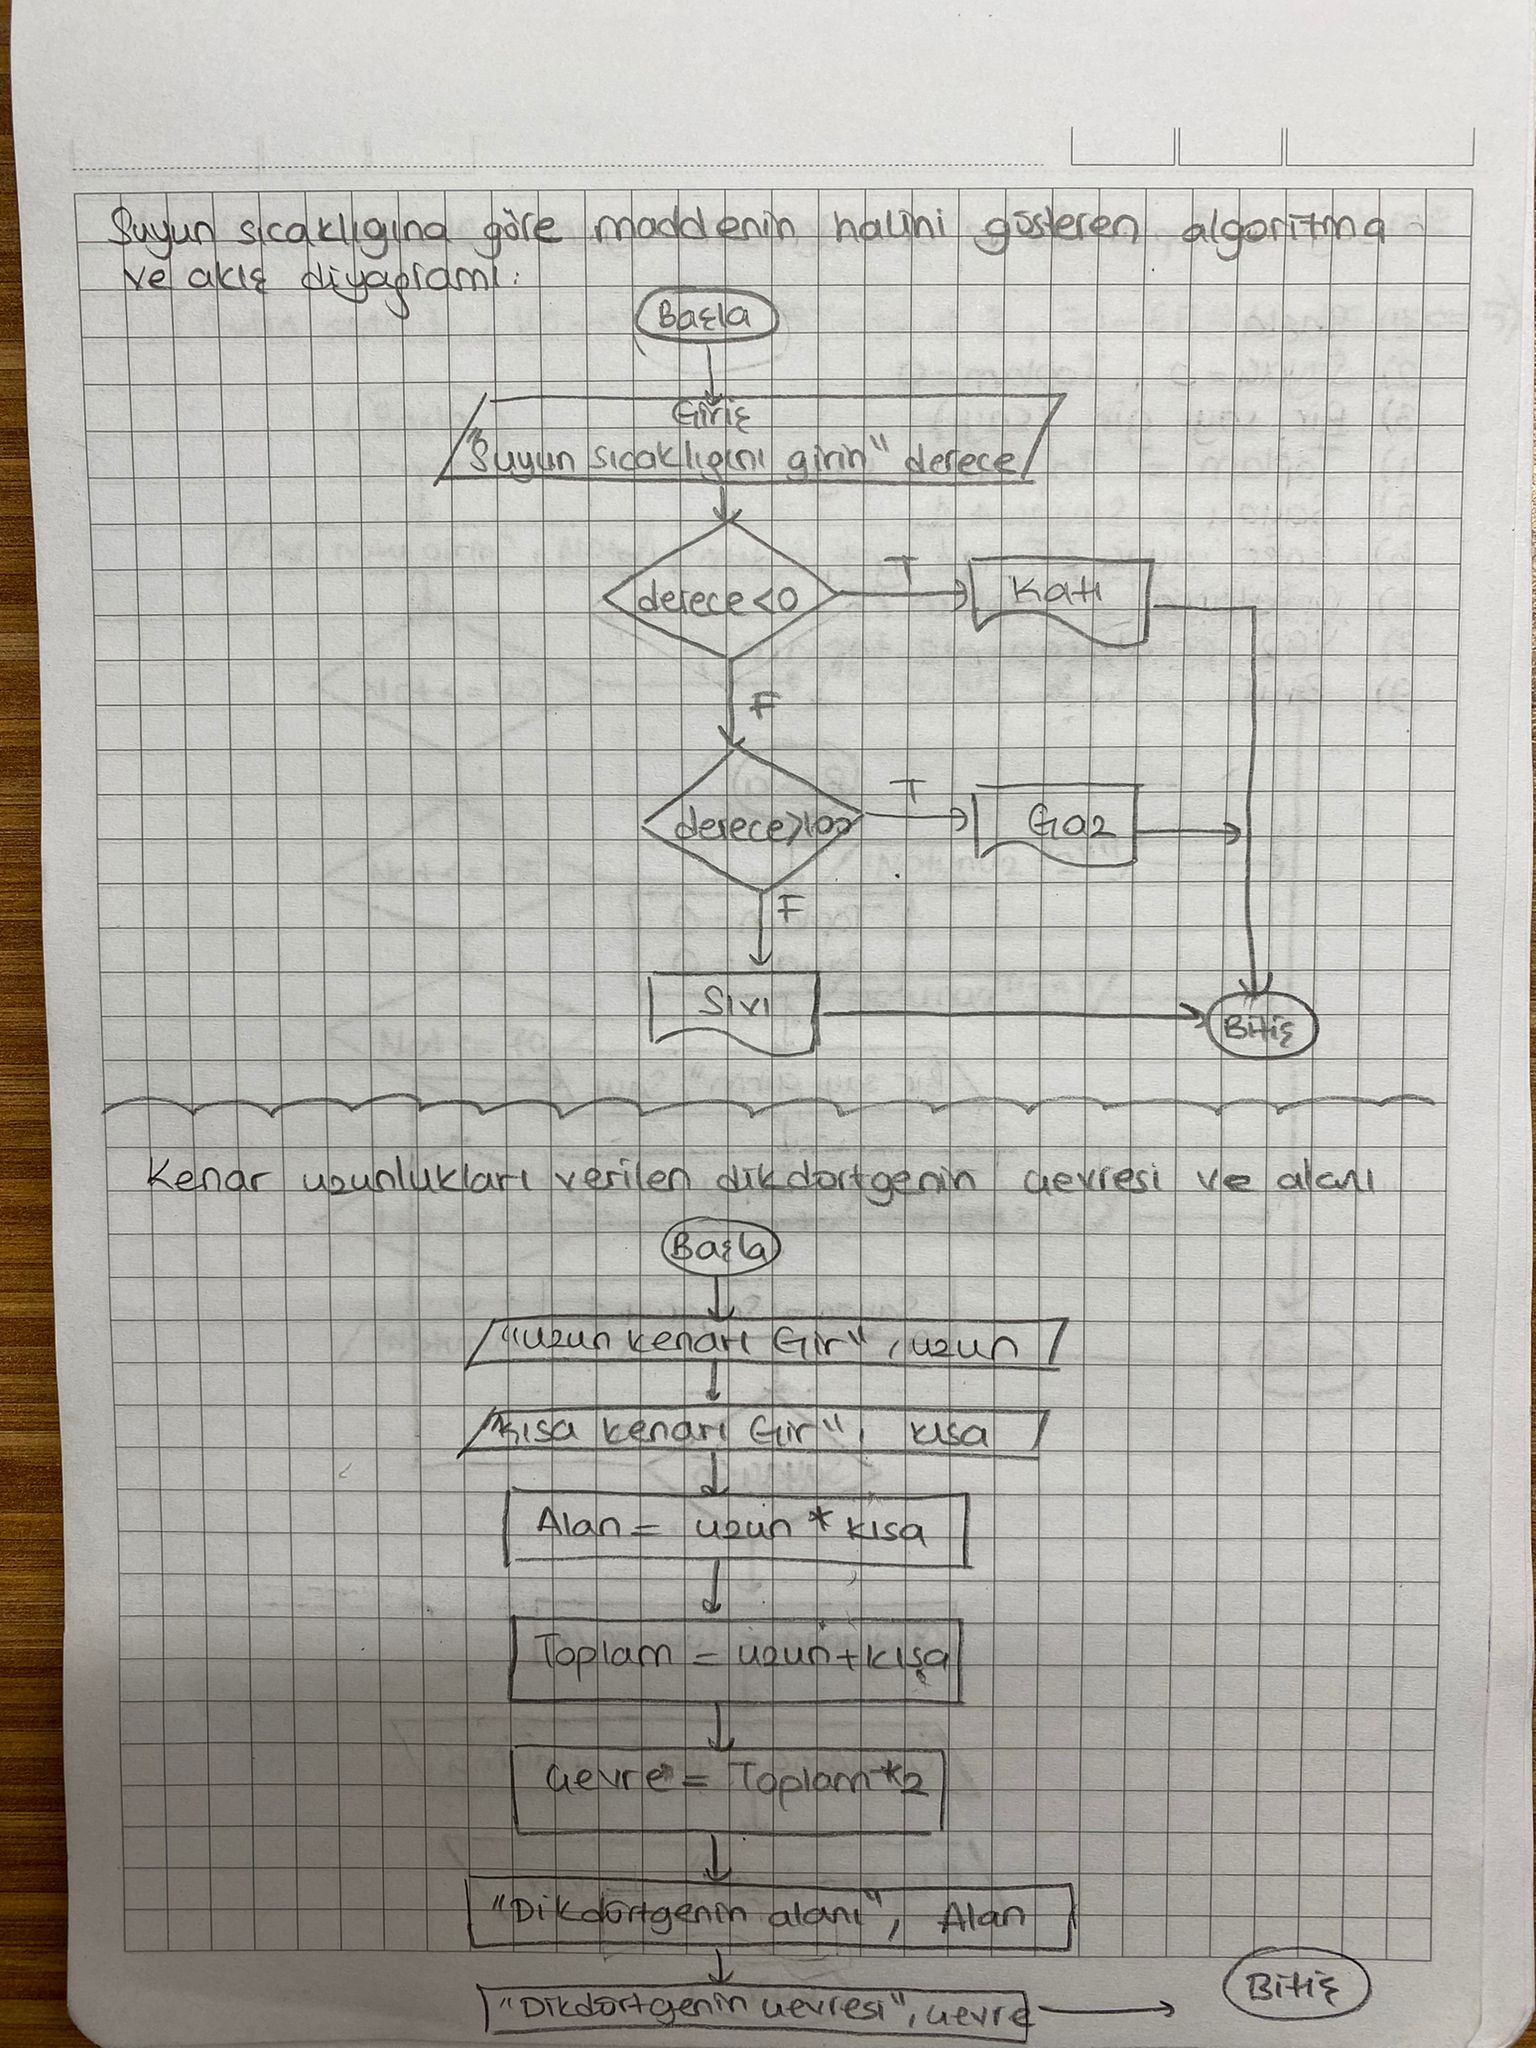 Suyun sıcaklıgına göre maddenin halini gösteren algoritma
ve akış diyagramı:
Başla
Giriş
"Suyun sıcaklıgını girin" derece
derece<0
T
Katı
F
derece>100
T
Gaz
F
Sıvı
Bitiş
Kenar uzunlukları verilen dikdörtgenin çevresi ve alanı
Başla
"uzun kenarı Gir", uzun
"Kısa kenarı Gir", kısa
Alan = uzun * kısa
Toplam = uzun+kısa
Çevre = Toplam*2
"Dikdörtgenin alanı", Alan
"Dikdörtgenin çevresi", çevre
Bitiş